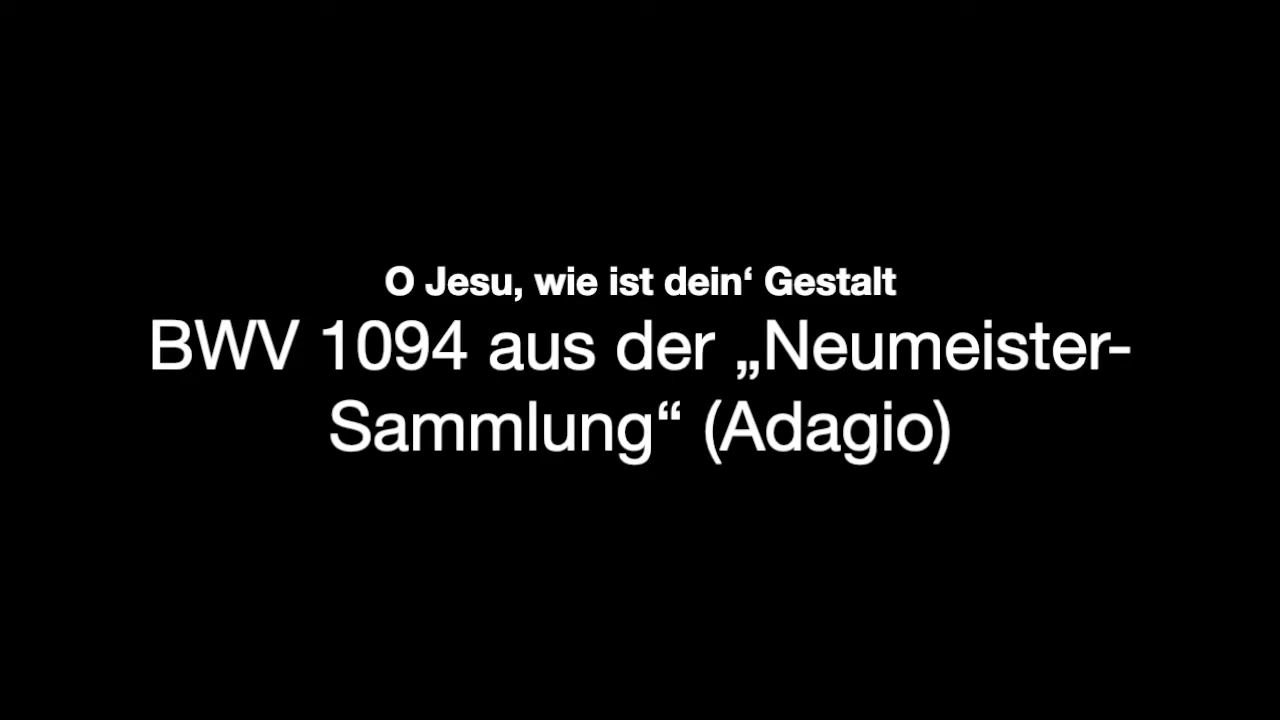 O Jesu, wie ist dein‘ Gestalt
BWV 1094 aus der „Neumeister-
Sammlung“ (Adagio)